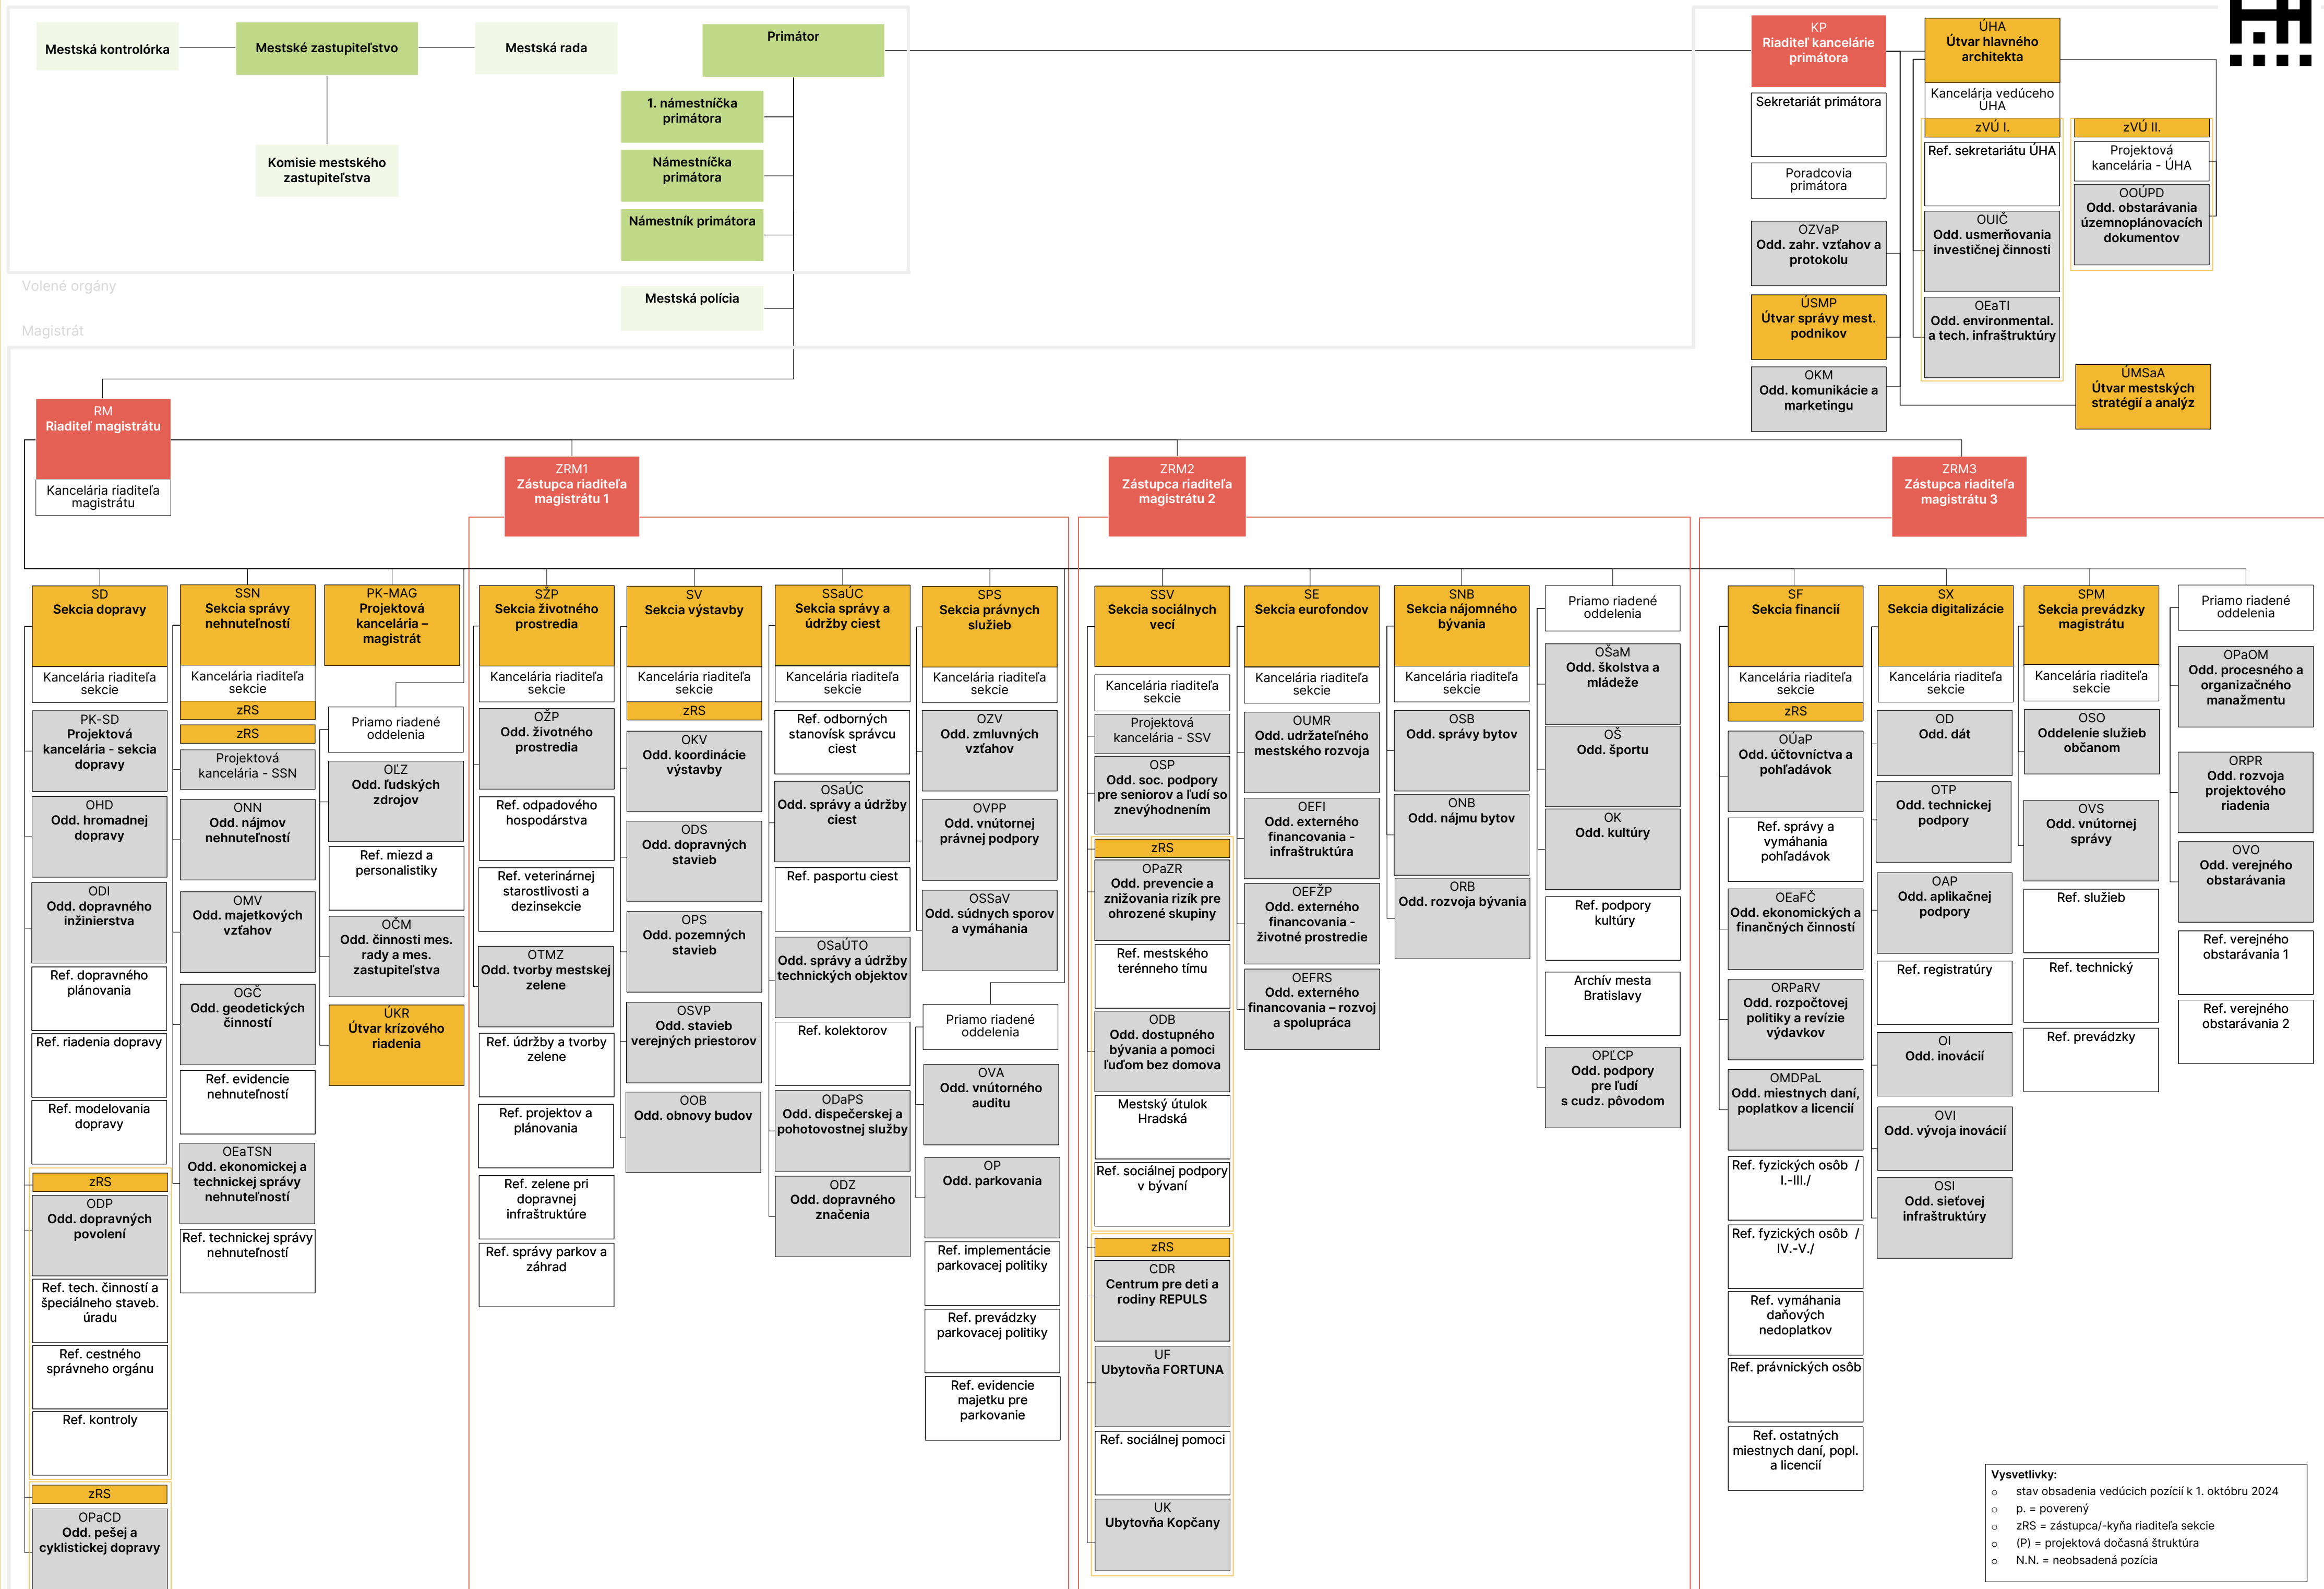 Mestská kontrolórka
Mestské zastupiteľstvo
Mestská rada
Primátor
1. námestníčka
primátora
Námestníčka
primátora
Námestník primátora
Komisie mestského
zastupiteľstva
Volené orgány
Mestská polícia
Magistrát
KP
Riaditeľ kancelárie
primátora
Sekretariát primátora
Poradcovia
primátora
OZVaP
Odd. zahr. vzťahov a
protokolu
ÚSMP
Útvar správy mest.
podnikov
OKM
Odd. komunikácie a
marketingu
ÚHA
Útvar hlavného
architekta
Kancelária vedúceho
ÚHA
zVÚ I.
Ref. sekretariátu ÚHA
OUIČ
Odd. usmerňovania
investičnej činnosti
OEaTI
Odd. environmental.
a tech. infraštruktúry
zVÚ II.
Projektová
kancelária - ÚHA
OOÚPD
Odd. obstarávania
územnoplánovacích
dokumentov
ÚMSaA
Útvar mestských
stratégií a analýz
RM
Riaditeľ magistrátu
Kancelária riaditeľa
magistrátu
ZRM1
Zástupca riaditeľa
magistrátu 1
ZRM2
Zástupca riaditeľa
magistrátu 2
ZRM3
Zástupca riaditeľa
magistrátu 3
SD
Sekcia dopravy
Kancelária riaditeľa
sekcie
PK-SD
Projektová
kancelária - sekcia
dopravy
OHD
Odd. hromadnej
dopravy
ODI
Odd. dopravného
inžinierstva
Ref. dopravného
plánovania
Ref. riadenia dopravy
Ref. modelovania
dopravy
zRS
ODP
Odd. dopravných
povolení
Ref. tech. činností a
špeciálneho staveb.
úradu
Ref. cestného
správneho orgánu
Ref. kontroly
zRS
OPaCD
Odd. pešej a
cyklistickej dopravy
SSN
Sekcia správy
nehnuteľností
Kancelária riaditeľa
sekcie
zRS
zRS
Projektová
kancelária - SSN
ONN
Odd. nájmov
nehnuteľností
OMV
Odd. majetkových
vzťahov
OGČ
Odd. geodetických
činností
Ref. evidencie
nehnuteľností
OEaTSN
Odd. ekonomickej a
technickej správy
nehnuteľností
Ref. technickej správy
nehnuteľností
PK-MAG
Projektová
kancelária –
magistrát
Priamo riadené
oddelenia
OĽZ
Odd. ľudských
zdrojov
Ref. miezd a
personalistiky
OČM
Odd. činnosti mes.
rady a mes.
zastupiteľstva
ÚKR
Útvar krízového
riadenia
SŽP
Sekcia životného
prostredia
Kancelária riaditeľa
sekcie
OŽP
Odd. životného
prostredia
Ref. odpadového
hospodárstva
Ref. veterinárnej
starostlivosti a
dezinsekcie
OTMZ
Odd. tvorby mestskej
zelene
Ref. údržby a tvorby
zelene
Ref. projektov a
plánovania
Ref. zelene pri
dopravnej
infraštruktúre
Ref. správy parkov a
záhrad
SV
Sekcia výstavby
Kancelária riaditeľa
sekcie
zRS
OKV
Odd. koordinácie
výstavby
ODS
Odd. dopravných
stavieb
OPS
Odd. pozemných
stavieb
OSVP
Odd. stavieb
verejných priestorov
OOB
Odd. obnovy budov
SSaÚC
Sekcia správy a
údržby ciest
Kancelária riaditeľa
sekcie
Ref. odborných
stanovísk správcu
ciest
OSaÚC
Odd. správy a údržby
ciest
Ref. pasportu ciest
OSaÚTO
Odd. správy a údržby
technických objektov
Ref. kolektorov
ODaPS
Odd. dispečerskej a
pohotovostnej služby
ODZ
Odd. dopravného
značenia
SPS
Sekcia právnych
služieb
Kancelária riaditeľa
sekcie
OZV
Odd. zmluvných
vzťahov
OVPP
Odd. vnútornej
právnej podpory
OSSaV
Odd. súdnych sporov
a vymáhania
Priamo riadené
oddelenia
OVA
Odd. vnútorného
auditu
OP
Odd. parkovania
Ref. implementácie
parkovacej politiky
Ref. prevádzky
parkovacej politiky
Ref. evidencie
majetku pre
parkovanie
SSV
Sekcia sociálnych
vecí
Kancelária riaditeľa
sekcie
Projektová
kancelária - SSV
OSP
Odd. soc. podpory
pre seniorov a ľudí so
znevýhodnením
zRS
OPaZR
Odd. prevencie a
znižovania rizík pre
ohrozené skupiny
Ref. mestského
terénneho tímu
ODB
Odd. dostupného
bývania a pomoci
ľuďom bez domova
Mestský útulok
Hradská
Ref. sociálnej podpory
v bývaní
zRS
CDR
Centrum pre deti a
rodiny REPULS
UF
Ubytovňa FORTUNA
Ref. sociálnej pomoci
UK
Ubytovňa Kopčany
SE
Sekcia eurofondov
Kancelária riaditeľa
sekcie
OUMR
Odd. udržateľného
mestského rozvoja
OEFI
Odd. externého
financovania -
infraštruktúra
OEFŽP
Odd. externého
financovania -
životné prostredie
OEFRS
Odd. externého
financovania – rozvoj
a spolupráca
SNB
Sekcia nájomného
bývania
Kancelária riaditeľa
sekcie
OSB
Odd. správy bytov
ONB
Odd. nájmu bytov
ORB
Odd. rozvoja bývania
Priamo riadené
oddelenia
OŠaM
Odd. školstva a
mládeže
OŠ
Odd. športu
OK
Odd. kultúry
Ref. podpory
kultúry
Archív mesta
Bratislavy
OPĽCP
Odd. podpory
pre ľudí
s cudz. pôvodom
SF
Sekcia financií
Kancelária riaditeľa
sekcie
zRS
OÚaP
Odd. účtovníctva a
pohľadávok
Ref. správy a
vymáhania
pohľadávok
OEaFČ
Odd. ekonomických a
finančných činností
ORPaRV
Odd. rozpočtovej
politiky a revízie
výdavkov
OMDPaL
Odd. miestnych daní,
poplatkov a licencií
Ref. fyzických osôb /
I.-III./
Ref. fyzických osôb /
IV.-V./
Ref. vymáhania
daňových
nedoplatkov
Ref. právnických osôb
Ref. ostatných
miestnych daní, popl.
a licencií
SX
Sekcia digitalizácie
Kancelária riaditeľa
sekcie
OD
Odd. dát
OTP
Odd. technickej
podpory
OAP
Odd. aplikačnej
podpory
Ref. registratúry
OI
Odd. inovácií
OVI
Odd. vývoja inovácií
OSI
Odd. sieťovej
infraštruktúry
SPM
Sekcia prevádzky
magistrátu
Kancelária riaditeľa
sekcie
OSO
Oddelenie služieb
občanom
OVS
Odd. vnútornej
správy
Ref. služieb
Ref. technický
Ref. prevádzky
Priamo riadené
oddelenia
OPaOM
Odd. procesného a
organizačného
manažmentu
ORPR
Odd. rozvoja
projektového
riadenia
OVO
Odd. verejného
obstarávania
Ref. verejného
obstarávania 1
Ref. verejného
obstarávania 2
Vysvetlivky:
o stav obsadenia vedúcich pozícií k 1. októbru 2024
o p. = poverený
o zRS = zástupca/-kyňa riaditeľa sekcie
o (P) = projektová dočasná štruktúra
o N.N. = neobsadená pozícia